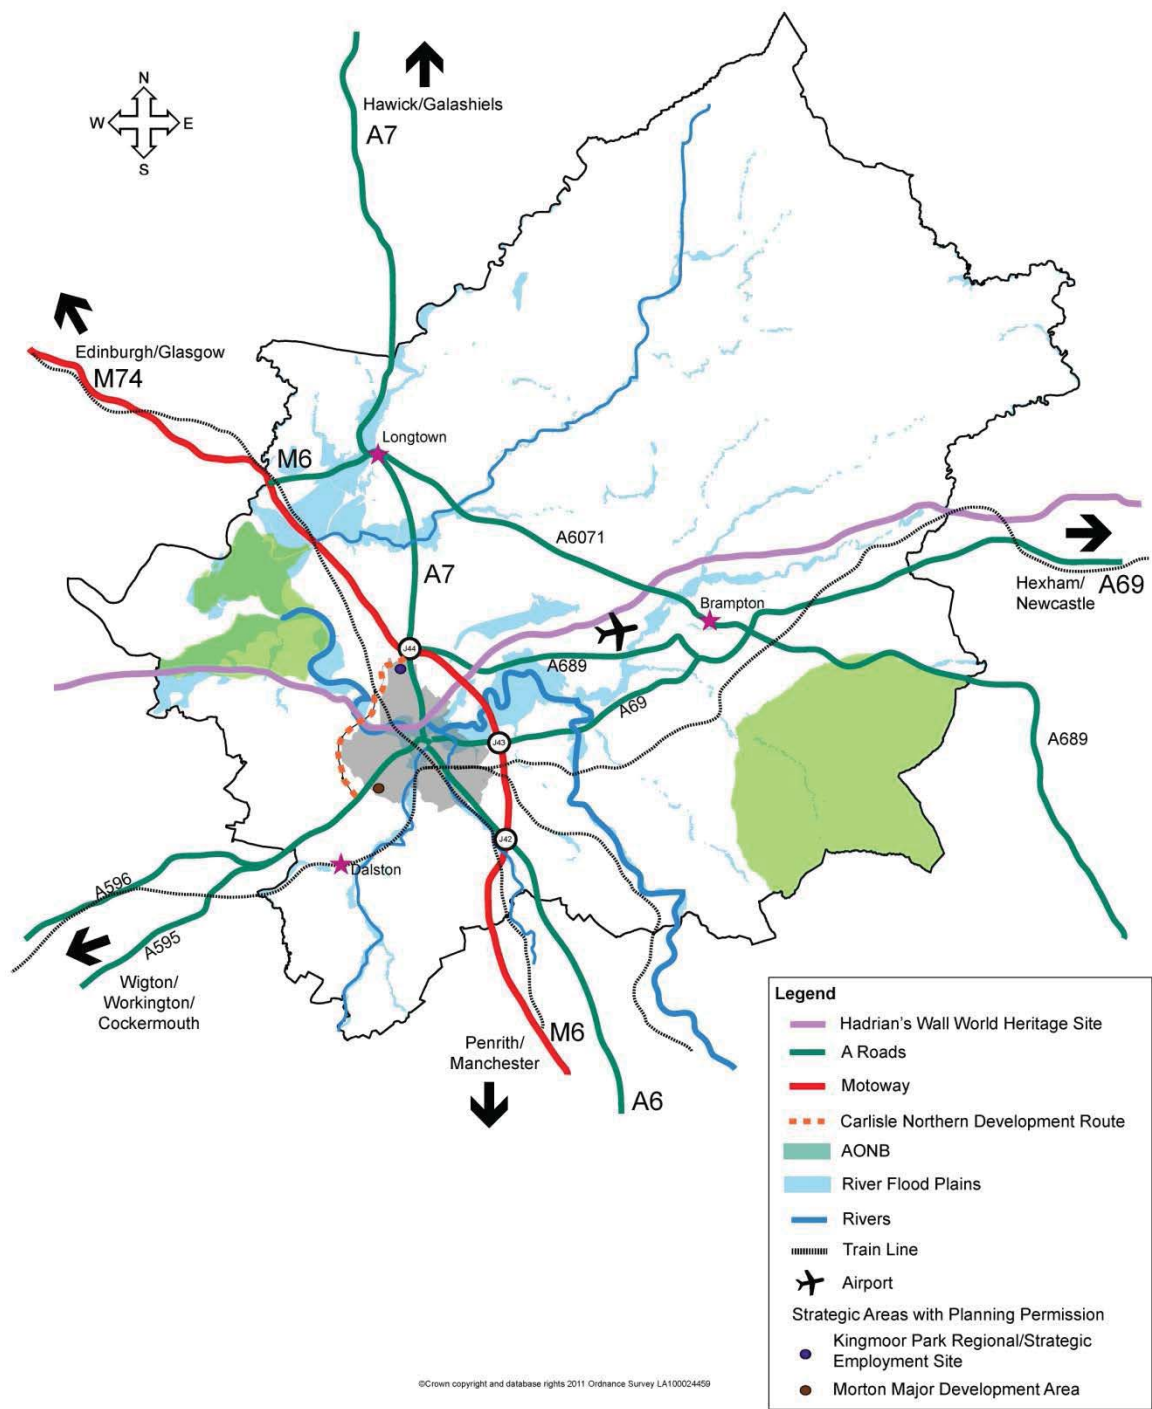 N
W E
S
Hawick/Galashiels
A7
Edinburgh/Glasgow
M74
M6
Longtown
A6071
A7
Hexham/
Newcastle
A69
Brampton
J44
A689
A69
J43
A689
J42
Dalston
A596
A595
Wigton/
Workington/
Cockermouth
Penrith/
Manchester
M6
A6
Legend
Hadrian's Wall World Heritage Site
A Roads
Motoway
Carlisle Northern Development Route
AONB
River Flood Plains
Rivers
Train Line
Airport
Strategic Areas with Planning Permission
Kingmoor Park Regional/Strategic
Employment Site
Morton Major Development Area
©Crown copyright and database rights 2011 Ordnance Survey LA100024459